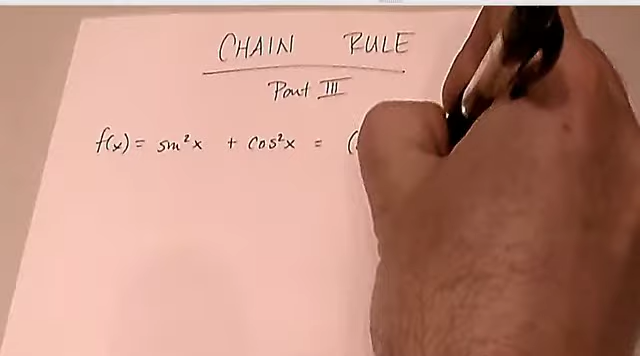 CHAIN RULE
Part III
f(x) = sin²x + cos²x = (